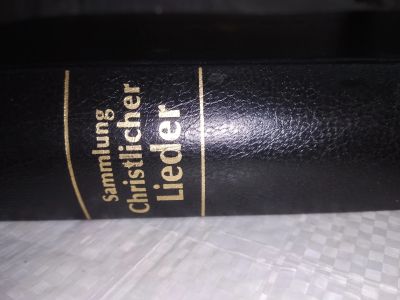 Sammlung
Christlicher
Lieder